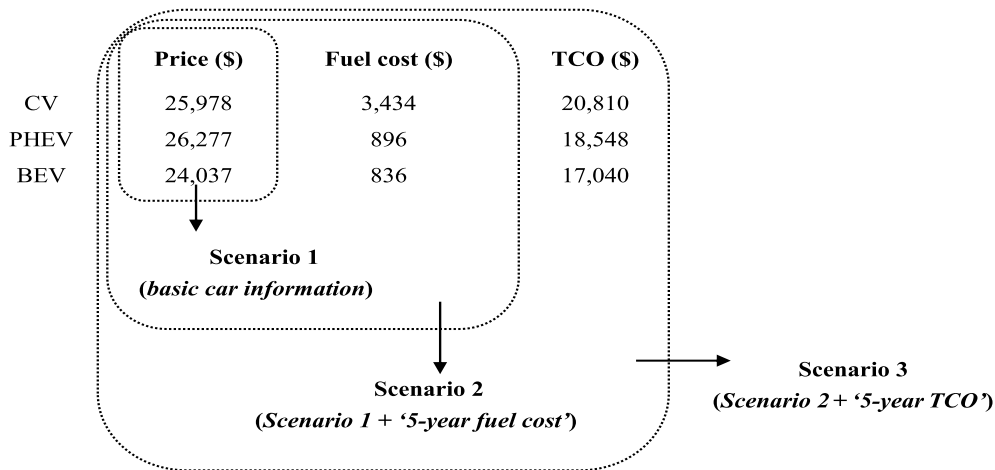 Price ($) Fuel cost ($) TCO ($)
CV 25,978 3,434 20,810
PHEV 26,277 896 18,548
BEV 24,037 836 17,040
Scenario 1
(basic car information)
Scenario 2
(Scenario 1 + ‘5-year fuel cost’)
Scenario 3
(Scenario 2 + ‘5-year TCO’)